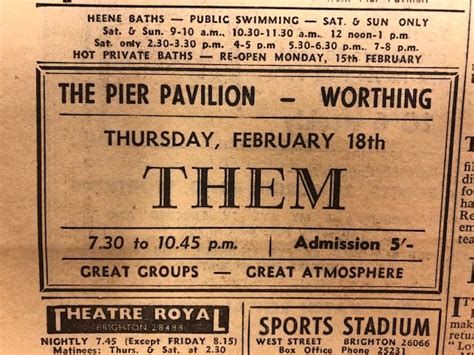 HEENE BATHS — PUBLIC SWIMMING — SAT. & SUN ONLY
Sat. & Sun. 9-10 a.m., 10.30-11.30 a.m. 12 noon-1 p.m.
Sat. only 2.30-3.30 p.m. 4-5 p.m 5.30-6.30 p.m. 7-8 p.m.
HOT PRIVATE BATHS — RE-OPEN MONDAY, 15th FEBRUARY
THE PIER PAVILION – WORTHING
THURSDAY, FEBRUARY 18th
THEM
7.30 to 10.45 p.m.
Admission 5/-
GREAT GROUPS – GREAT ATMOSPHERE
THEATRE ROYAL
BRIGHTON 28488
NIGHTLY 7.45 (Except FRIDAY 8.15)
Matinees: Thurs. & Sat. at 2.30
SPORTS STADIUM
WEST STREET BRIGHTON 26066
Box Office Phone 25231